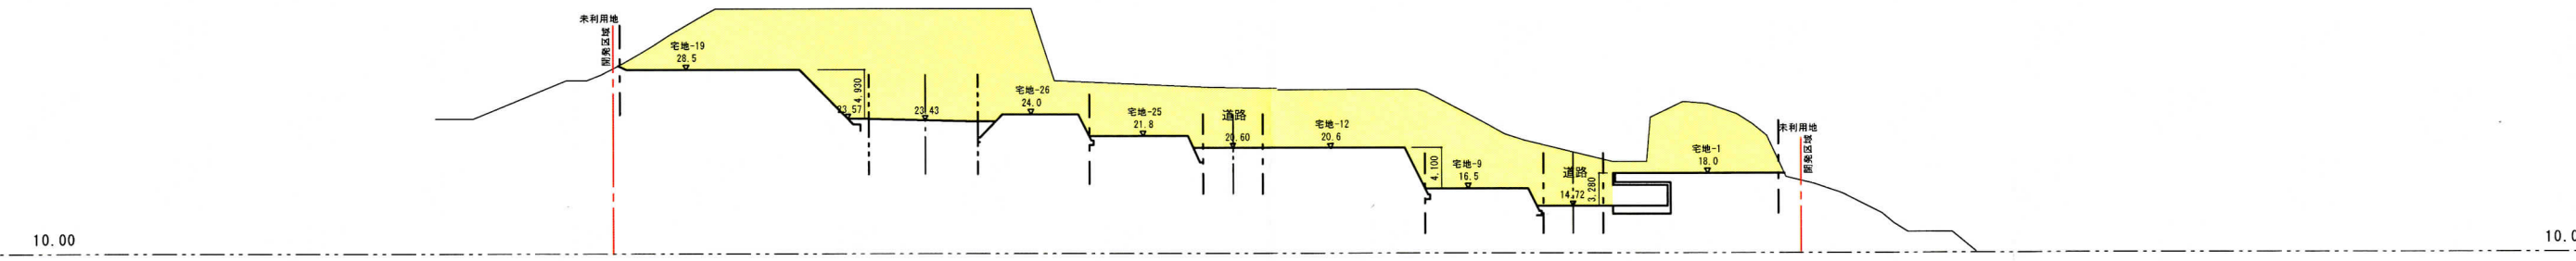 未利用地
開発区域
宅地-19
28.5
4.930
23.57
23.43
宅地-26
24.0
宅地-25
21.8
道路
20.60
宅地-12
20.6
4.100
宅地-9
16.5
道路
14.72
3.280
宅地-1
18.0
未利用地
開発区域
10.00
10.0